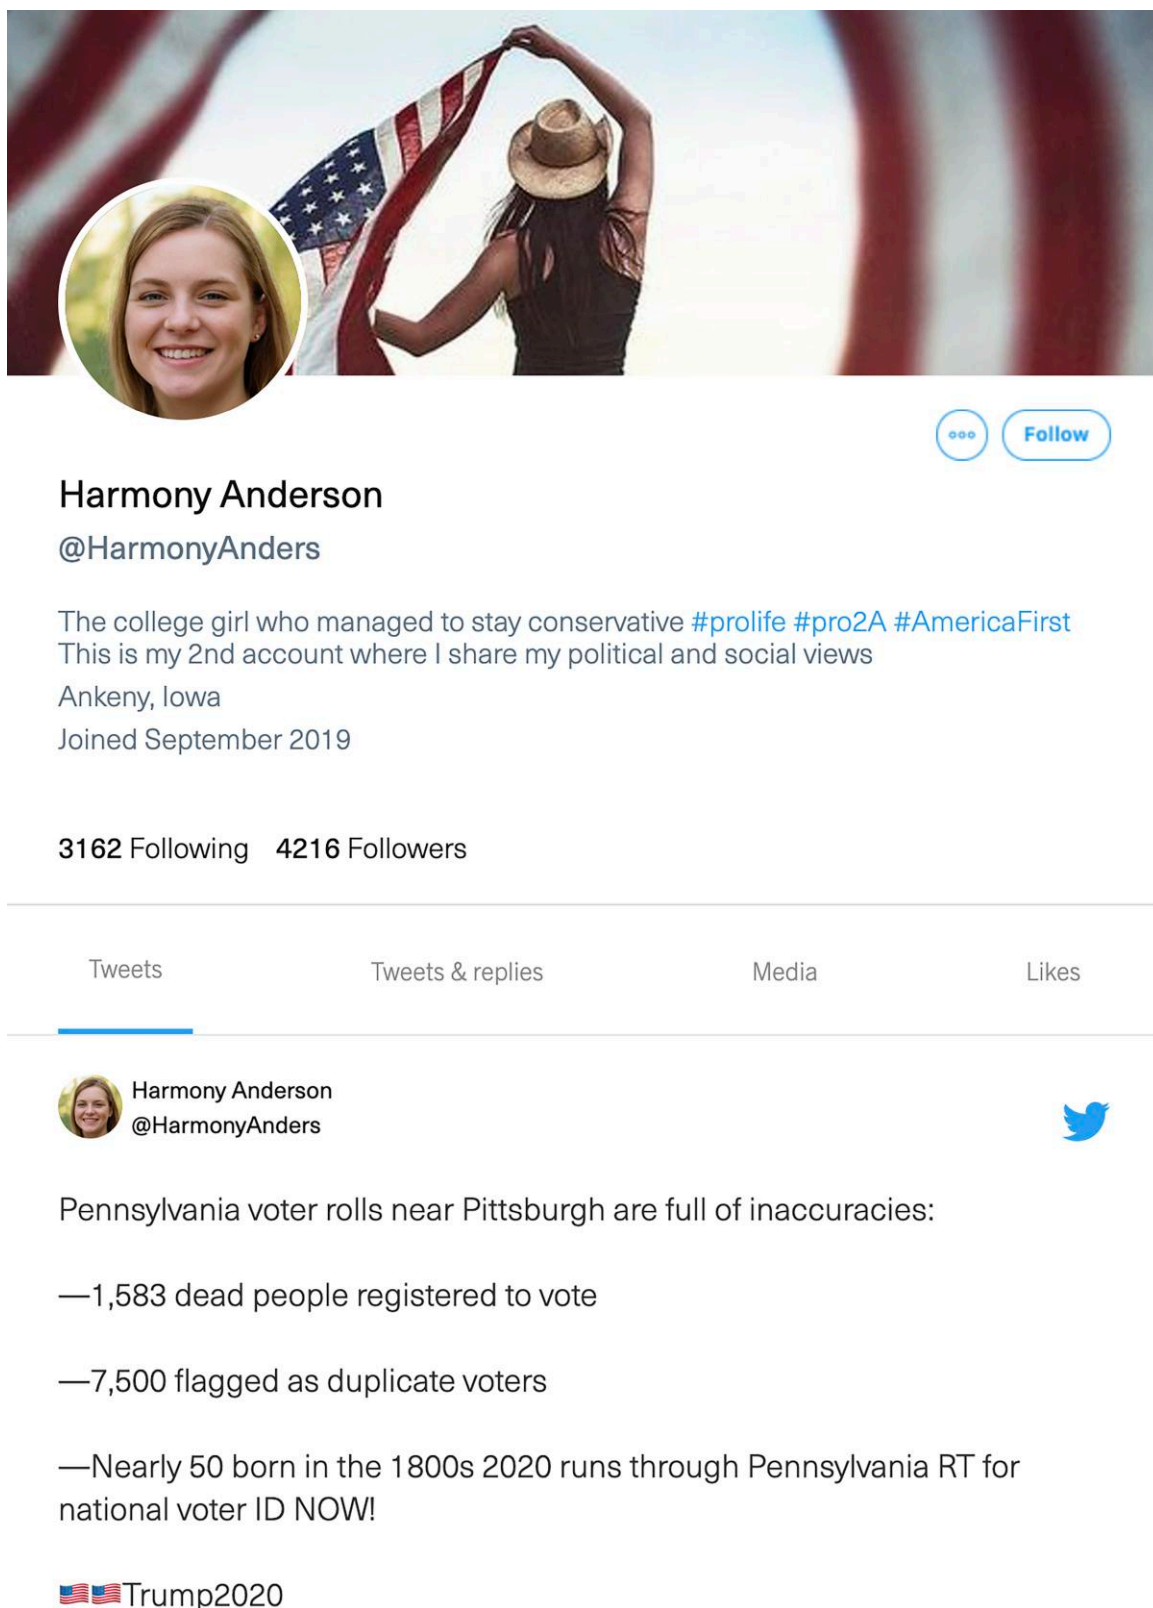 Follow
Harmony Anderson
@HarmonyAnders
The college girl who managed to stay conservative #prolife #pro2A #AmericaFirst
This is my 2nd account where I share my political and social views
Ankeny, Iowa
Joined September 2019
3162 Following 4216 Followers
Tweets Tweets & replies Media Likes
Harmony Anderson
@HarmonyAnders
Pennsylvania voter rolls near Pittsburgh are full of inaccuracies:
—1,583 dead people registered to vote
—7,500 flagged as duplicate voters
—Nearly 50 born in the 1800s 2020 runs through Pennsylvania RT for
national voter ID NOW!
🇺🇸🇺🇸Trump2020